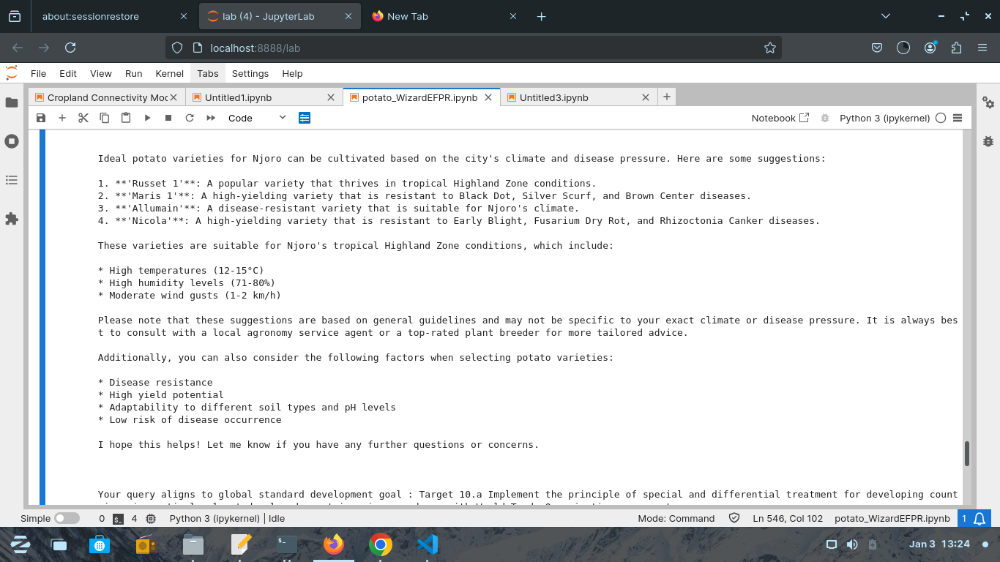 about:sessionrestore
lab (4) - JupyterLab
New Tab
localhost:8888/lab
File Edit View Run Kernel Tabs Settings Help
Cropland Connectivity Moc
Untitled1.ipynb
potato_WizardEFPR.ipynb
Untitled3.ipynb
Code
Notebook
Python 3 (ipykernel)
Ideal potato varieties for Njoro can be cultivated based on the city's climate and disease pressure. Here are some suggestions:
1. **'Russet 1'**: A popular variety that thrives in tropical Highland Zone conditions.
2. **'Maris 1'**: A high-yielding variety that is resistant to Black Dot, Silver Scurf, and Brown Center diseases.
3. **'Allumain'**: A disease-resistant variety that is suitable for Njoro's climate.
4. **'Nicola'**: A high-yielding variety that is resistant to Early Blight, Fusarium Dry Rot, and Rhizoctonia Canker diseases.
These varieties are suitable for Njoro's tropical Highland Zone conditions, which include:
* High temperatures (12-15°C)
* High humidity levels (71-80%)
* Moderate wind gusts (1-2 km/h)
Please note that these suggestions are based on general guidelines and may not be specific to your exact climate or disease pressure. It is always bes
t to consult with a local agronomy service agent or a top-rated plant breeder for more tailored advice.
Additionally, you can also consider the following factors when selecting potato varieties:
* Disease resistance
* High yield potential
* Adaptability to different soil types and pH levels
* Low risk of disease occurrence
I hope this helps! Let me know if you have any further questions or concerns.
Your query aligns to global standard development goal : Target 10.a Implement the principle of special and differential treatment for developing count
Simple 0 4 Python 3 (ipykernel) | Idle Mode: Command Ln 546, Col 102 potato_WizardEFPR.ipynb 1
Jan 3 13:24